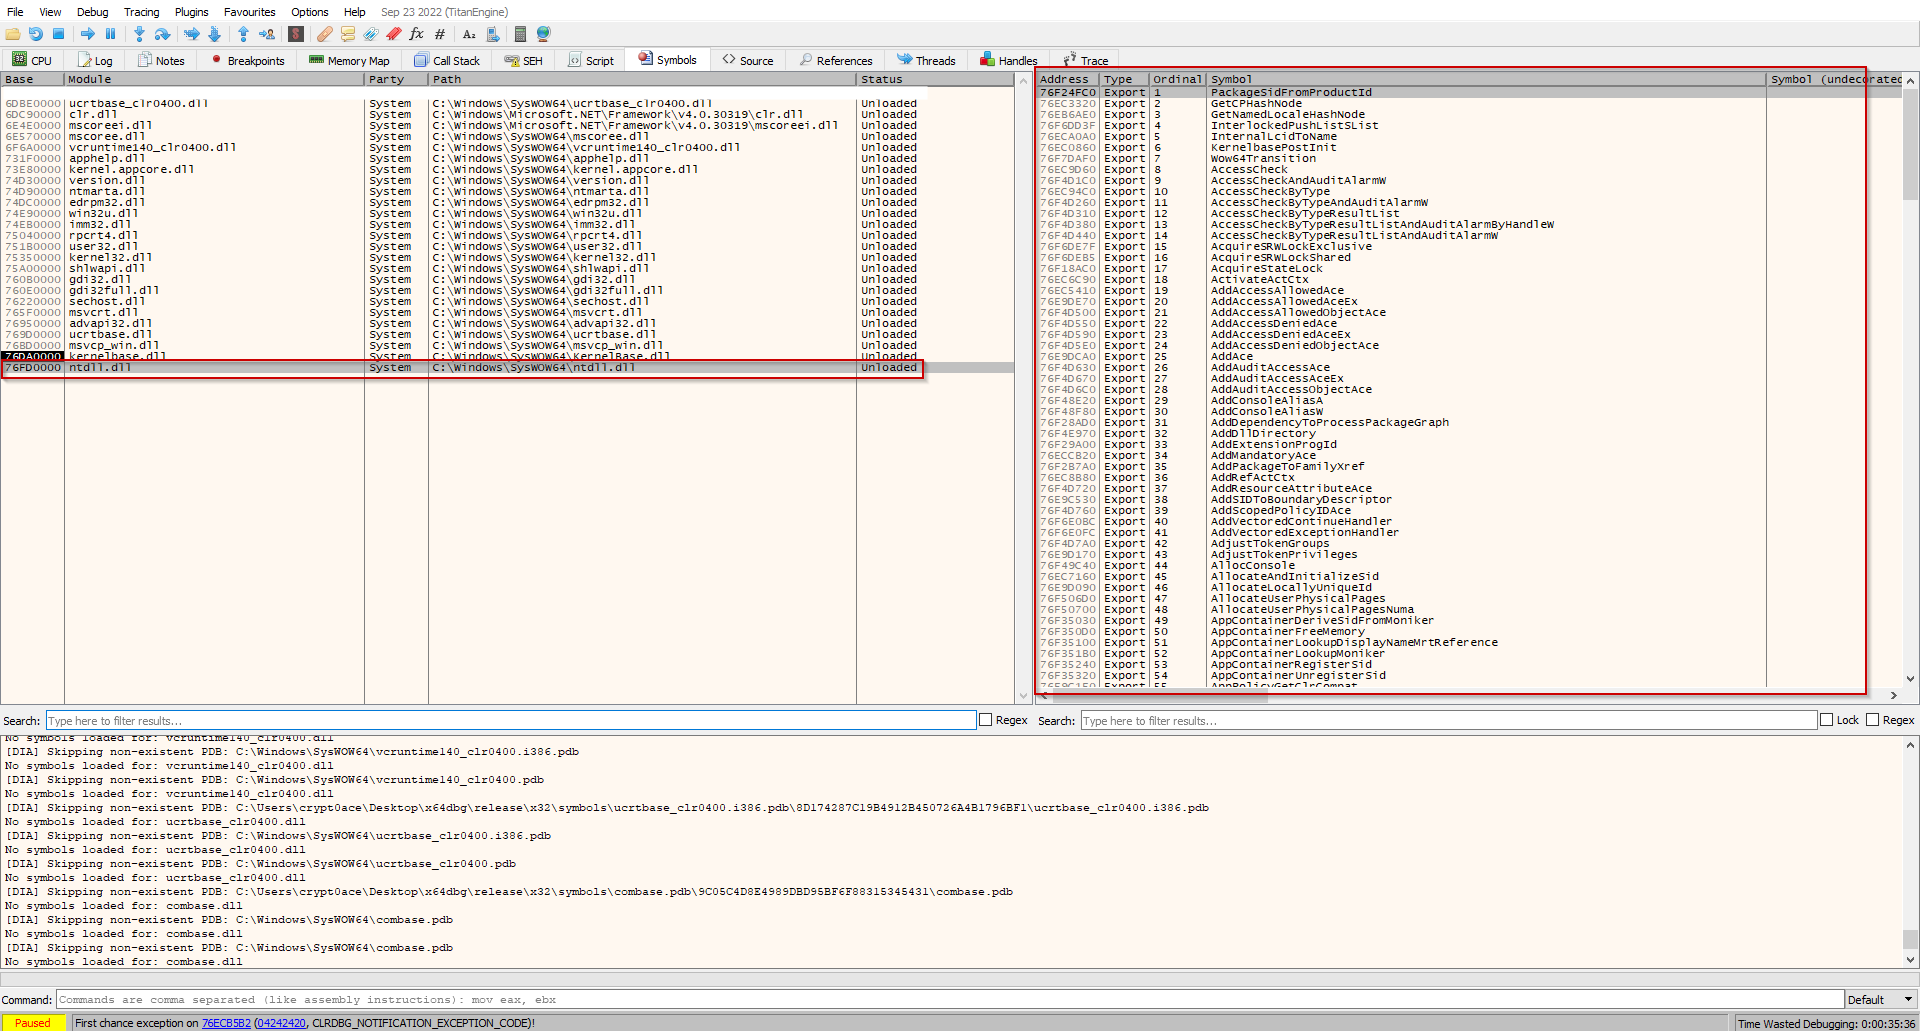 File View Debug Tracing Plugins Favourites Options Help Sep 23 2022 (TitanEngine)
CPU Log Notes Breakpoints Memory Map Call Stack SEH Script Symbols Source References Threads Handles Trace
Base Module Party Path Status
6DBE0000 ucrtbase_clr0400.dll System C:\Windows\SysWOW64\ucrtbase_clr0400.dll Unloaded
6DC90000 clr.dll System C:\Windows\Microsoft.NET\Framework\v4.0.30319\clr.dll Unloaded
6E4E0000 mscoreei.dll System C:\Windows\Microsoft.NET\Framework\v4.0.30319\mscoreei.dll Unloaded
6E570000 mscoree.dll System C:\Windows\SysWOW64\mscoree.dll Unloaded
6F6A0000 vcruntime140_clr0400.dll System C:\Windows\SysWOW64\vcruntime140_clr0400.dll Unloaded
731F0000 apphelp.dll System C:\Windows\SysWOW64\apphelp.dll Unloaded
73E80000 kernel.appcore.dll System C:\Windows\SysWOW64\kernel.appcore.dll Unloaded
74D30000 version.dll System C:\Windows\SysWOW64\version.dll Unloaded
74D90000 ntmarta.dll System C:\Windows\SysWOW64\ntmarta.dll Unloaded
74DC0000 edrpm32.dll System C:\Windows\SysWOW64\edrpm32.dll Unloaded
74E90000 win32u.dll System C:\Windows\SysWOW64\win32u.dll Unloaded
74EB0000 imm32.dll System C:\Windows\SysWOW64\imm32.dll Unloaded
75040000 rpcrt4.dll System C:\Windows\SysWOW64\rpcrt4.dll Unloaded
751B0000 user32.dll System C:\Windows\SysWOW64\user32.dll Unloaded
75350000 kernel32.dll System C:\Windows\SysWOW64\kernel32.dll Unloaded
75A00000 shlwapi.dll System C:\Windows\SysWOW64\shlwapi.dll Unloaded
760B0000 gdi32.dll System C:\Windows\SysWOW64\gdi32.dll Unloaded
760E0000 gdi32full.dll System C:\Windows\SysWOW64\gdi32full.dll Unloaded
76220000 sechost.dll System C:\Windows\SysWOW64\sechost.dll Unloaded
765F0000 msvcrt.dll System C:\Windows\SysWOW64\msvcrt.dll Unloaded
76950000 advapi32.dll System C:\Windows\SysWOW64\advapi32.dll Unloaded
769D0000 ucrtbase.dll System C:\Windows\SysWOW64\ucrtbase.dll Unloaded
76BD0000 msvcp_win.dll System C:\Windows\SysWOW64\msvcp_win.dll Unloaded
76DA0000 kernelbase.dll System C:\Windows\SysWOW64\KernelBase.dll Unloaded
76FD0000 ntdll.dll System C:\Windows\SysWOW64\ntdll.dll Unloaded
Address Type Ordinal Symbol Symbol (undecorated
76F24FC0 Export 1 PackageSidFromProductId
76EC3320 Export 2 GetCPHashNode
76EB6AE0 Export 3 GetNamedLocaleHashNode
76F6DD3F Export 4 InterlockedPushListSList
76ECA0A0 Export 5 InternalLcidToName
76EC0860 Export 6 KernelbasePostInit
76F7DAF0 Export 7 Wow64Transition
76EC9D60 Export 8 AccessCheck
76F4D1C0 Export 9 AccessCheckAndAuditAlarmW
76EC94C0 Export 10 AccessCheckByType
76F4D260 Export 11 AccessCheckByTypeAndAuditAlarmW
76F4D310 Export 12 AccessCheckByTypeResultList
76F4D380 Export 13 AccessCheckByTypeResultListAndAuditAlarmByHandleW
76F4D440 Export 14 AccessCheckByTypeResultListAndAuditAlarmW
76F6DE7F Export 15 AcquireSRWLockExclusive
76F6DEB5 Export 16 AcquireSRWLockShared
76F18AC0 Export 17 AcquireStateLock
76EC6C90 Export 18 ActivateActCtx
76EC5410 Export 19 AddAccessAllowedAce
76E9DE70 Export 20 AddAccessAllowedAceEx
76F4D500 Export 21 AddAccessAllowedObjectAce
76F4D550 Export 22 AddAccessDeniedAce
76F4D590 Export 23 AddAccessDeniedAceEx
76F4D5E0 Export 24 AddAccessDeniedObjectAce
76E9DCA0 Export 25 AddAce
76F4D630 Export 26 AddAuditAccessAce
76F4D670 Export 27 AddAuditAccessAceEx
76F4D6C0 Export 28 AddAuditAccessObjectAce
76F48E20 Export 29 AddConsoleAliasA
76F48F80 Export 30 AddConsoleAliasW
76F28AD0 Export 31 AddDependencyToProcessPackageGraph
76F4E970 Export 32 AddDllDirectory
76F29A00 Export 33 AddExtensionProgId
76ECCB20 Export 34 AddMandatoryAce
76F2B7A0 Export 35 AddPackageToFamilyXref
76EC8B80 Export 36 AddRefActCtx
76F4D720 Export 37 AddResourceAttributeAce
76E9C530 Export 38 AddSIDToBoundaryDescriptor
76F4D760 Export 39 AddScopedPolicyIDAce
76F6E0BC Export 40 AddVectoredContinueHandler
76F6E0FC Export 41 AddVectoredExceptionHandler
76F4D7A0 Export 42 AdjustTokenGroups
76E9D170 Export 43 AdjustTokenPrivileges
76F49C40 Export 44 AllocConsole
76EC7160 Export 45 AllocateAndInitializeSid
76E9D090 Export 46 AllocateLocallyUniqueId
76F506D0 Export 47 AllocateUserPhysicalPages
76F50700 Export 48 AllocateUserPhysicalPagesNuma
76F35030 Export 49 AppContainerDeriveSidFromMoniker
76F350D0 Export 50 AppContainerFreeMemory
76F35100 Export 51 AppContainerLookupDisplayNameMrtReference
76F351B0 Export 52 AppContainerLookupMoniker
76F35240 Export 53 AppContainerRegisterSid
76F35320 Export 54 AppContainerUnregisterSid
76E9C150 Export 55 AppPolicyGetClrCompat
Search: Type here to filter results... Regex Search: Type here to filter results... Lock Regex
No symbols loaded for: vcruntime140_clr0400.dll
[DIA] Skipping non-existent PDB: C:\Windows\SysWOW64\vcruntime140_clr0400.i386.pdb
No symbols loaded for: vcruntime140_clr0400.dll
[DIA] Skipping non-existent PDB: C:\Windows\SysWOW64\vcruntime140_clr0400.pdb
No symbols loaded for: vcruntime140_clr0400.dll
[DIA] Skipping non-existent PDB: C:\Users\crypt0ace\Desktop\x64dbg\release\x32\symbols\ucrtbase_clr0400.i386.pdb\8D174287C19B4912B450726A4B1796BF1\ucrtbase_clr0400.i386.pdb
No symbols loaded for: ucrtbase_clr0400.dll
[DIA] Skipping non-existent PDB: C:\Windows\SysWOW64\ucrtbase_clr0400.i386.pdb
No symbols loaded for: ucrtbase_clr0400.dll
[DIA] Skipping non-existent PDB: C:\Windows\SysWOW64\ucrtbase_clr0400.pdb
No symbols loaded for: ucrtbase_clr0400.dll
[DIA] Skipping non-existent PDB: C:\Users\crypt0ace\Desktop\x64dbg\release\x32\symbols\combase.pdb\9C05C4D8E4989DBD95BF6F88315345431\combase.pdb
No symbols loaded for: combase.dll
[DIA] Skipping non-existent PDB: C:\Windows\SysWOW64\combase.pdb
No symbols loaded for: combase.dll
[DIA] Skipping non-existent PDB: C:\Windows\SysWOW64\combase.pdb
No symbols loaded for: combase.dll
Command: Commands are comma separated (like assembly instructions): mov eax, ebx Default
Paused First chance exception on 76ECB5B2 (04242420, CLRDBG_NOTIFICATION_EXCEPTION_CODE)! Time Wasted Debugging: 0:00:35:36